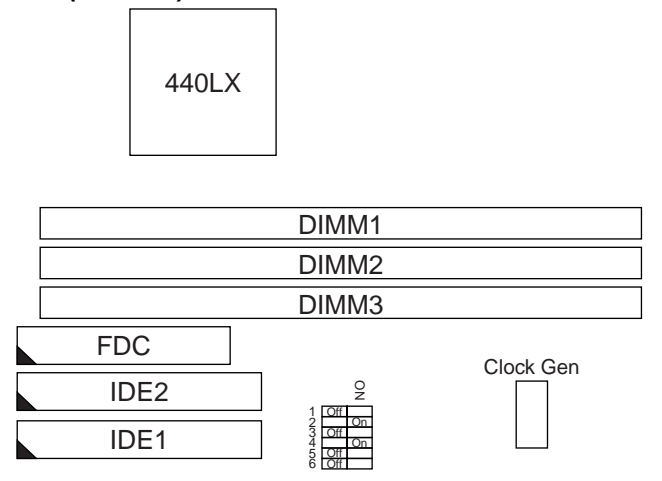 440LX
DIMM1
DIMM2
DIMM3
FDC
Clock Gen
IDE2
ON
1 Off
2 On
3 Off
4 On
5 Off
6 Off
IDE1